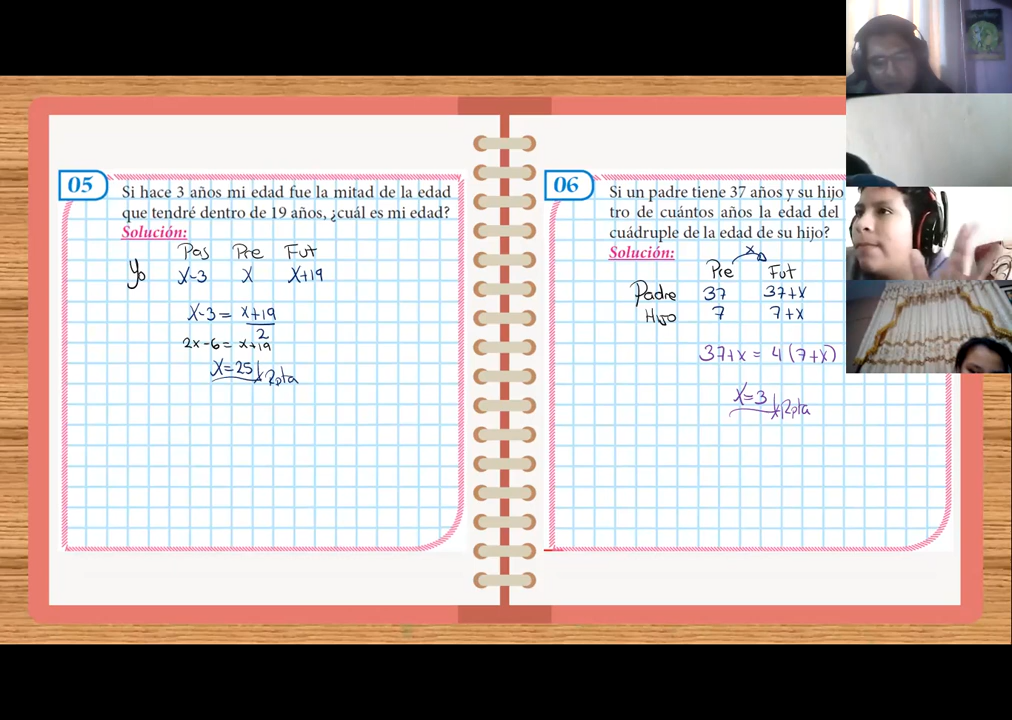 05
Si hace 3 años mi edad fue la mitad de la edad
que tendré dentro de 19 años, ¿cuál es mi edad?
Solución:
Pas Pre Fut
Yo x-3 x x+19
x-3 = x+19
2
2x-6 = x+19
x=25 Rpta
06
Si un padre tiene 37 años y su hijo
tro de cuántos años la edad del
cuádruple de la edad de su hijo?
Solución:
x
Pre Fut
Padre 37 37+x
Hijo 7 7+x
37+x = 4(7+x)
x=3 Rpta